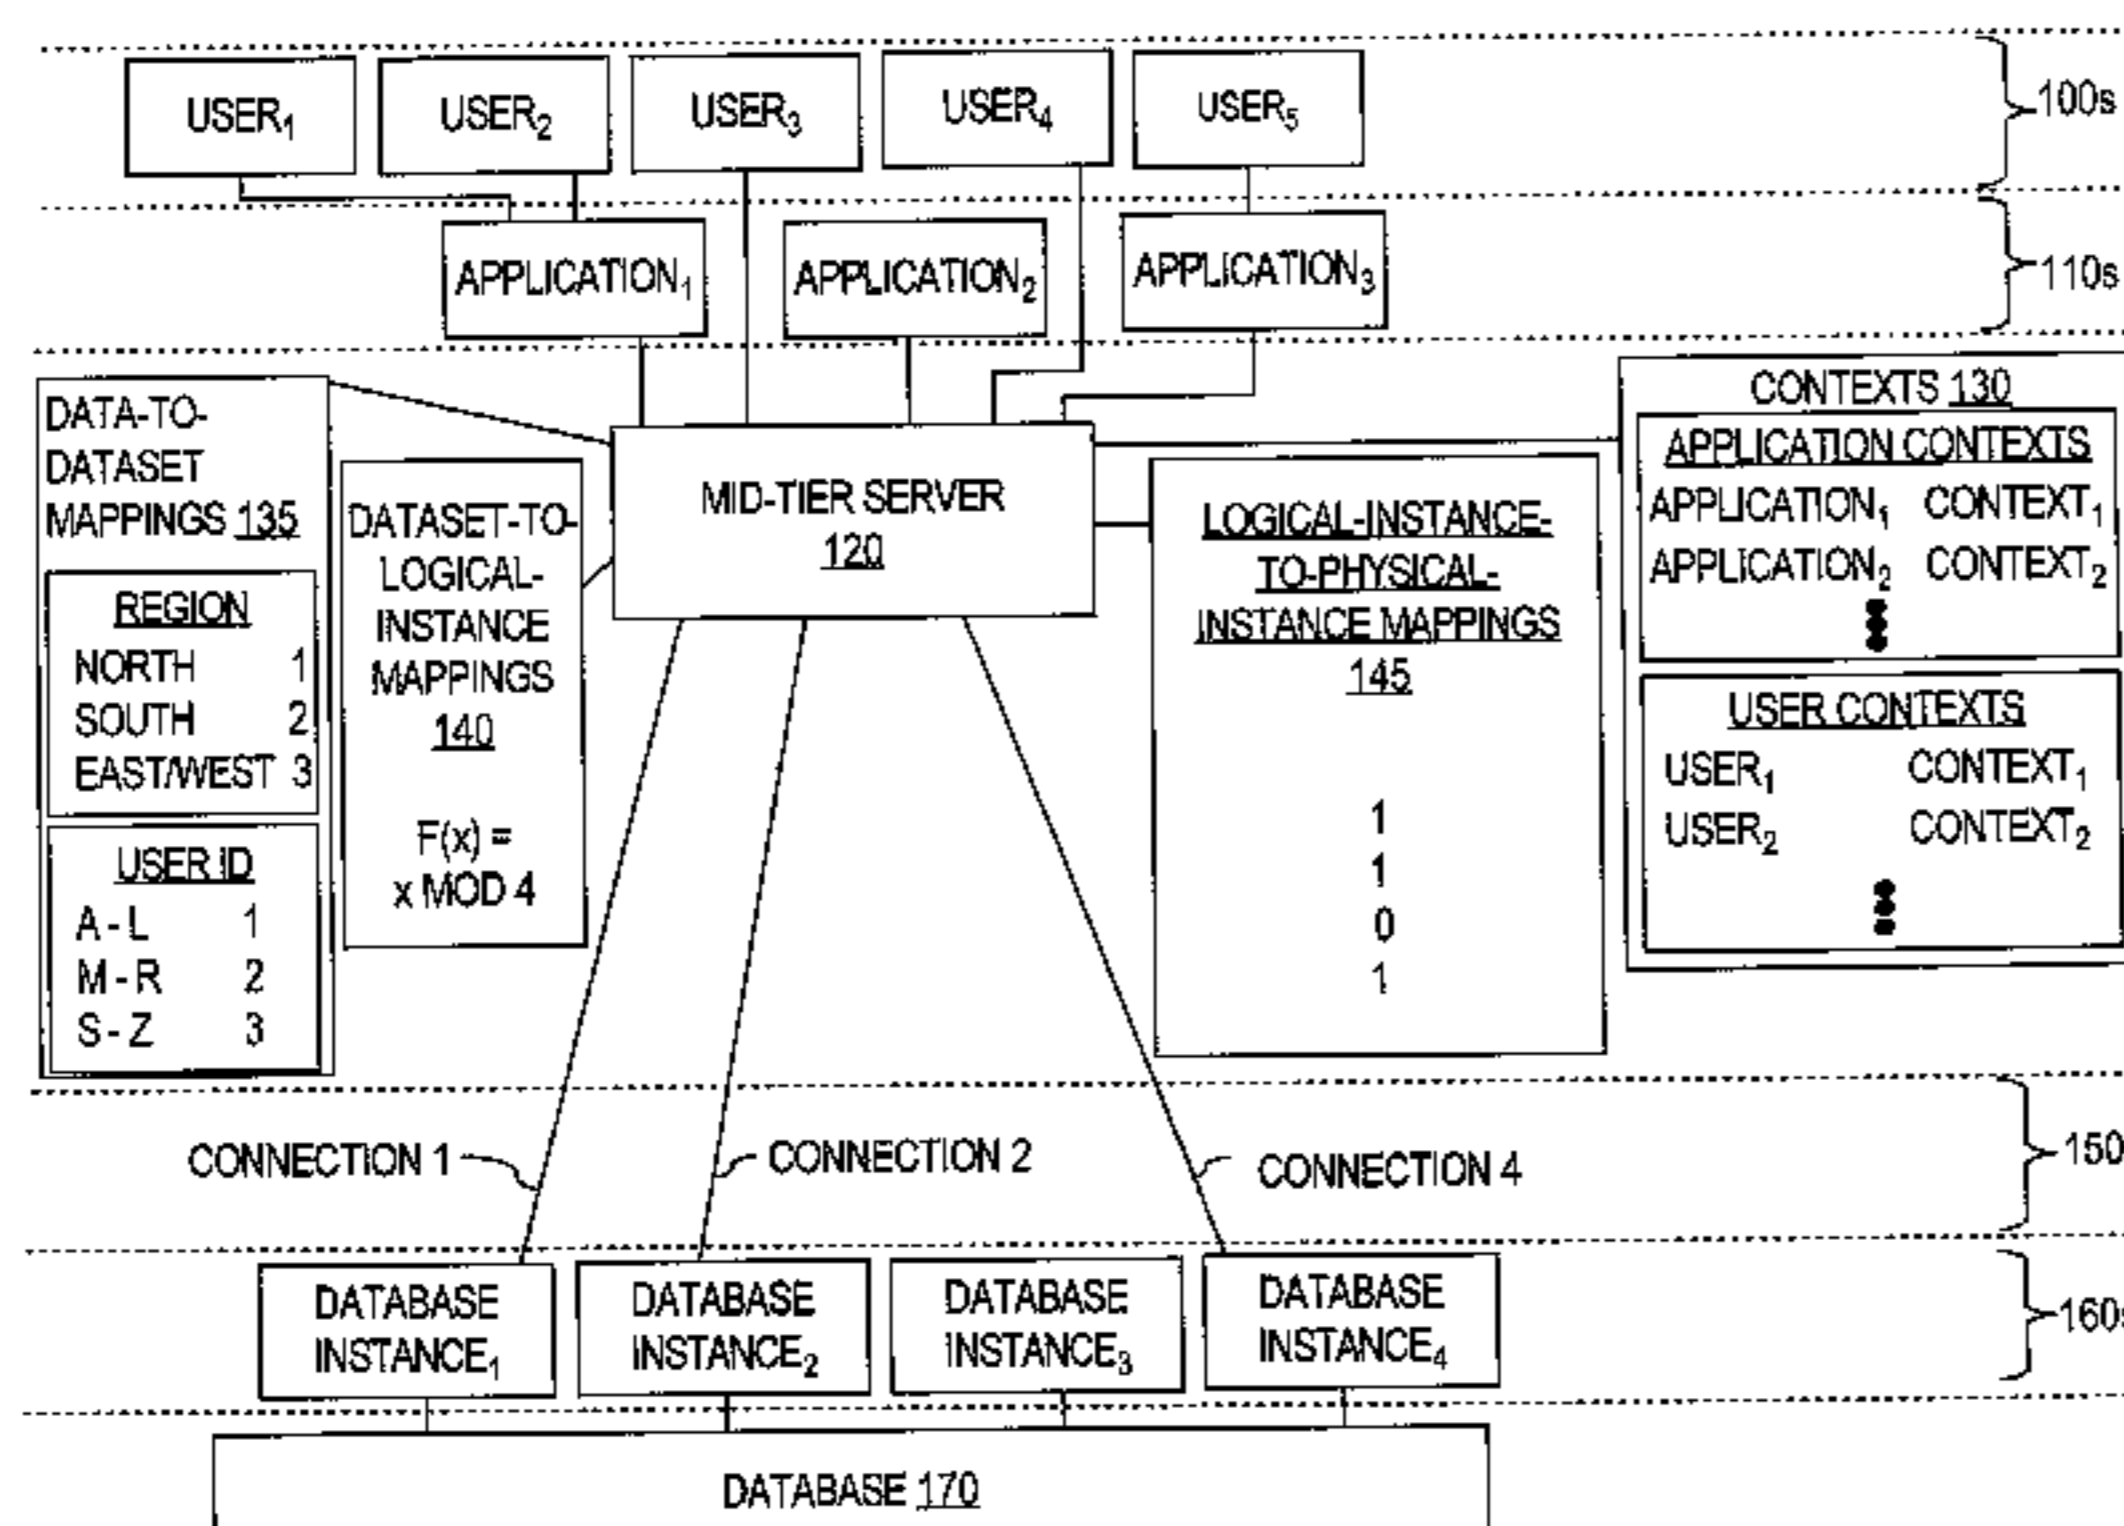 USER₁
USER₂
USER₃
USER₄
USER₅
100s
APPLICATION₁
APPLICATION₂
APPLICATION₃
110s
DATA-TO-
DATASET
MAPPINGS 135
REGION
NORTH 1
SOUTH 2
EAST/WEST 3
USER ID
A - L 1
M - R 2
S - Z 3
DATASET-TO-
LOGICAL-
INSTANCE
MAPPINGS
140
F(x) =
x MOD 4
MID-TIER SERVER
120
LOGICAL-INSTANCE-
TO-PHYSICAL-
INSTANCE MAPPINGS
145
1
1
0
1
CONTEXTS 130
APPLICATION CONTEXTS
APPLICATION₁ CONTEXT₁
APPLICATION₂ CONTEXT₂
USER CONTEXTS
USER₁ CONTEXT₁
USER₂ CONTEXT₂
CONNECTION 1
CONNECTION 2
CONNECTION 4
150
DATABASE
INSTANCE₁
DATABASE
INSTANCE₂
DATABASE
INSTANCE₃
DATABASE
INSTANCE₄
160s
DATABASE 170